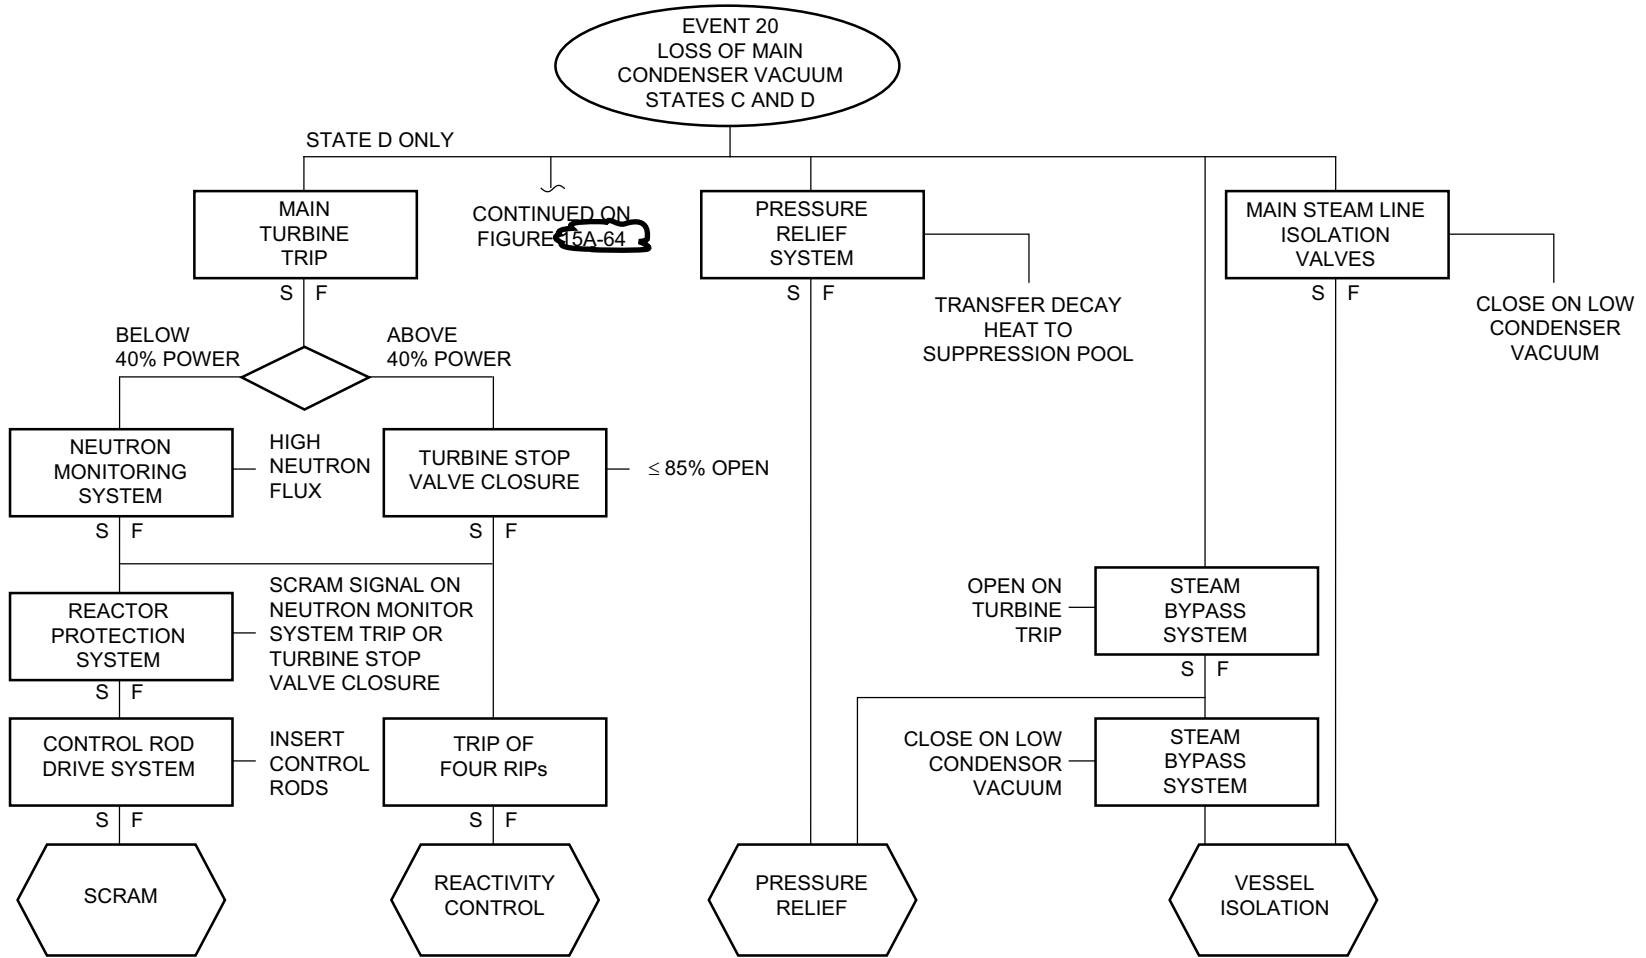 EVENT 20
LOSS OF MAIN
CONDENSER VACUUM
STATES C AND D
STATE D ONLY
MAIN
TURBINE
TRIP
S F
CONTINUED ON
FIGURE 15A-64
PRESSURE
RELIEF
SYSTEM
S F
TRANSFER DECAY
HEAT TO
SUPPRESSION POOL
MAIN STEAM LINE
ISOLATION
VALVES
S F
CLOSE ON LOW
CONDENSER
VACUUM
BELOW
40% POWER
ABOVE
40% POWER
NEUTRON
MONITORING
SYSTEM
S F
HIGH
NEUTRON
FLUX
TURBINE STOP
VALVE CLOSURE
S F
≤ 85% OPEN
REACTOR
PROTECTION
SYSTEM
S F
SCRAM SIGNAL ON
NEUTRON MONITOR
SYSTEM TRIP OR
TURBINE STOP
VALVE CLOSURE
OPEN ON
TURBINE
TRIP
STEAM
BYPASS
SYSTEM
S F
CONTROL ROD
DRIVE SYSTEM
S F
INSERT
CONTROL
RODS
TRIP OF
FOUR RIPs
S F
CLOSE ON LOW
CONDENSOR
VACUUM
STEAM
BYPASS
SYSTEM
SCRAM
REACTIVITY
CONTROL
PRESSURE
RELIEF
VESSEL
ISOLATION